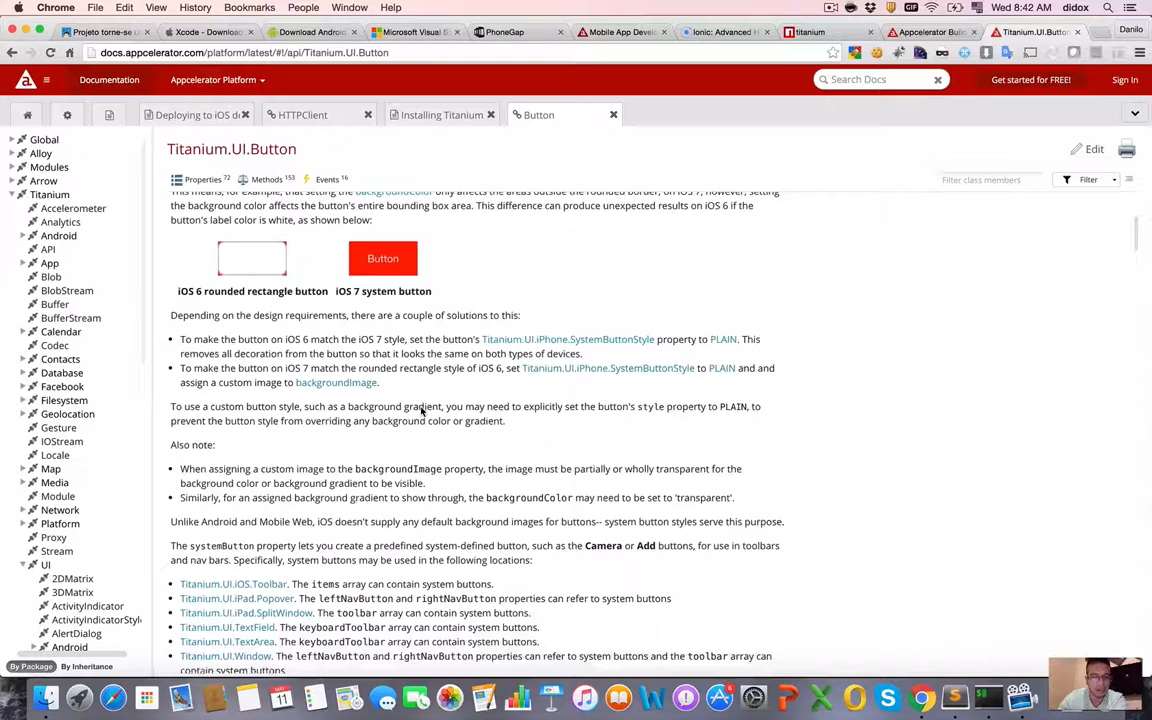 Chrome File Edit View History Bookmarks People Window Help Wed 8:42 AM didox
Projeto torne-se Xcode - Downloa Download Androi Microsoft Visual S PhoneGap Mobile App Deve Ionic: Advanced H titanium Appcelerator Buil Titanium.UI.Button Danilo
docs.appcelerator.com/platform/latest/#!/api/Titanium.UI.Button
Documentation Appcelerator Platform Search Docs Get started for FREE! Sign In
Deploying to iOS d HTTPClient Installing Titanium Button
Titanium.UI.Button Edit
Properties 72 Methods 153 Events 16 Filter class members Filter
This means, for example, that setting the backgroundColor only affects the areas outside the rounded border; on iOS 7, however, setting
the background color affects the button's entire bounding box area. This difference can produce unexpected results on iOS 6 if the
button's label color is white, as shown below:
Button
iOS 6 rounded rectangle button iOS 7 system button
Depending on the design requirements, there are a couple of solutions to this:
• To make the button on iOS 6 match the iOS 7 style, set the button's Titanium.UI.iPhone.SystemButtonStyle property to PLAIN. This
removes all decoration from the button so that it looks the same on both types of devices.
• To make the button on iOS 7 match the rounded rectangle style of iOS 6, set Titanium.UI.iPhone.SystemButtonStyle to PLAIN and and
assign a custom image to backgroundImage.
To use a custom button style, such as a background gradient, you may need to explicitly set the button's style property to PLAIN, to
prevent the button style from overriding any background color or gradient.
Also note:
• When assigning a custom image to the backgroundImage property, the image must be partially or wholly transparent for the
background color or background gradient to be visible.
• Similarly, for an assigned background gradient to show through, the backgroundColor may need to be set to 'transparent'.
Unlike Android and Mobile Web, iOS doesn't supply any default background images for buttons-- system button styles serve this purpose.
The systemButton property lets you create a predefined system-defined button, such as the Camera or Add buttons, for use in toolbars
and nav bars. Specifically, system buttons may be used in the following locations:
• Titanium.UI.iOS.Toolbar. The items array can contain system buttons.
• Titanium.UI.iPad.Popover. The leftNavButton and rightNavButton properties can refer to system buttons
• Titanium.UI.iPad.SplitWindow. The toolbar array can contain system buttons.
• Titanium.UI.TextField. The keyboardToolbar array can contain system buttons.
• Titanium.UI.TextArea. The keyboardToolbar array can contain system buttons.
• Titanium.UI.Window. The leftNavButton and rightNavButton properties can refer to system buttons and the toolbar array can
contain system buttons.
Global
Alloy
Modules
Arrow
Titanium
Accelerometer
Analytics
Android
API
App
Blob
BlobStream
Buffer
BufferStream
Calendar
Codec
Contacts
Database
Facebook
Filesystem
Geolocation
Gesture
IOStream
Locale
Map
Media
Module
Network
Platform
Proxy
Stream
UI
2DMatrix
3DMatrix
ActivityIndicator
ActivityIndicatorStyl
AlertDialog
Android
By Package By Inheritance